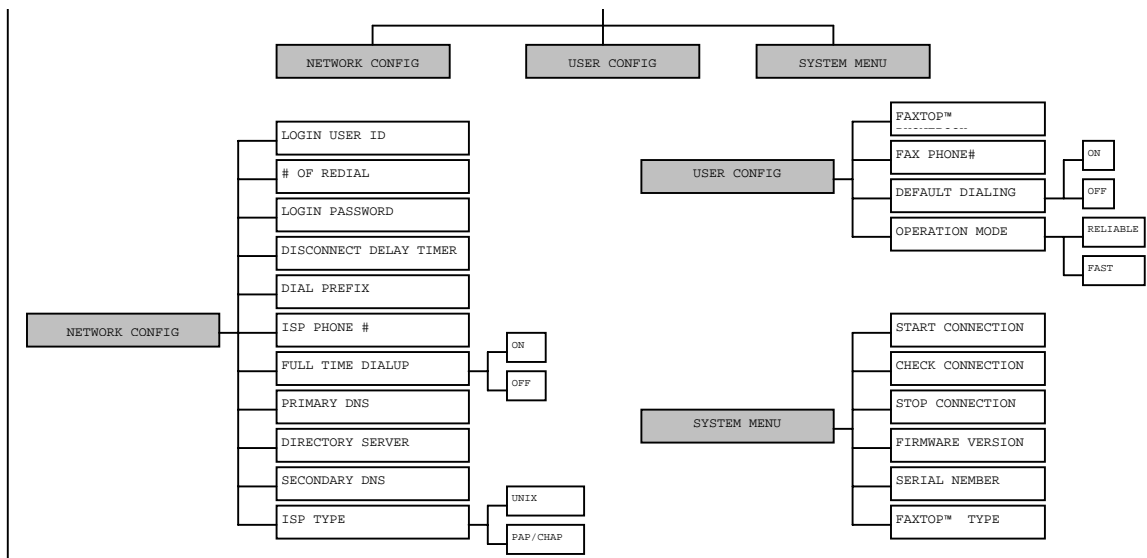 NETWORK CONFIG
USER CONFIG
SYSTEM MENU
NETWORK CONFIG
LOGIN USER ID
# OF REDIAL
LOGIN PASSWORD
DISCONNECT DELAY TIMER
DIAL PREFIX
ISP PHONE #
FULL TIME DIALUP
ON
OFF
PRIMARY DNS
DIRECTORY SERVER
SECONDARY DNS
ISP TYPE
UNIX
PAP/CHAP
USER CONFIG
FAXTOP™
FAX PHONE#
DEFAULT DIALING
ON
OFF
OPERATION MODE
RELIABLE
FAST
SYSTEM MENU
START CONNECTION
CHECK CONNECTION
STOP CONNECTION
FIRMWARE VERSION
SERIAL NEMBER
FAXTOP™ TYPE